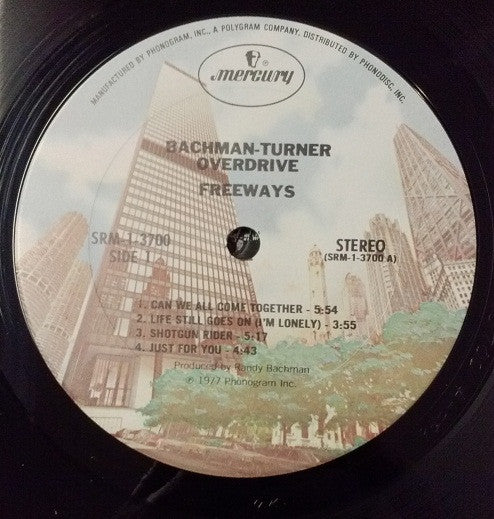 MANUFACTURED BY PHONOGRAM, INC., A POLYGRAM COMPANY, DISTRIBUTED BY PHONODISC, INC.
®
mercury
BACHMAN-TURNER
OVERDRIVE
FREEWAYS
SRM-1-3700
SIDE 1
STEREO
(SRM-1-3700 A)
1. CAN WE ALL COME TOGETHER - 5:54
2. LIFE STILL GOES ON (I'M LONELY) - 3:55
3. SHOTGUN RIDER - 5:17
4. JUST FOR YOU - 4:43
Produced by Randy Bachman
℗ 1977 Phonogram Inc.